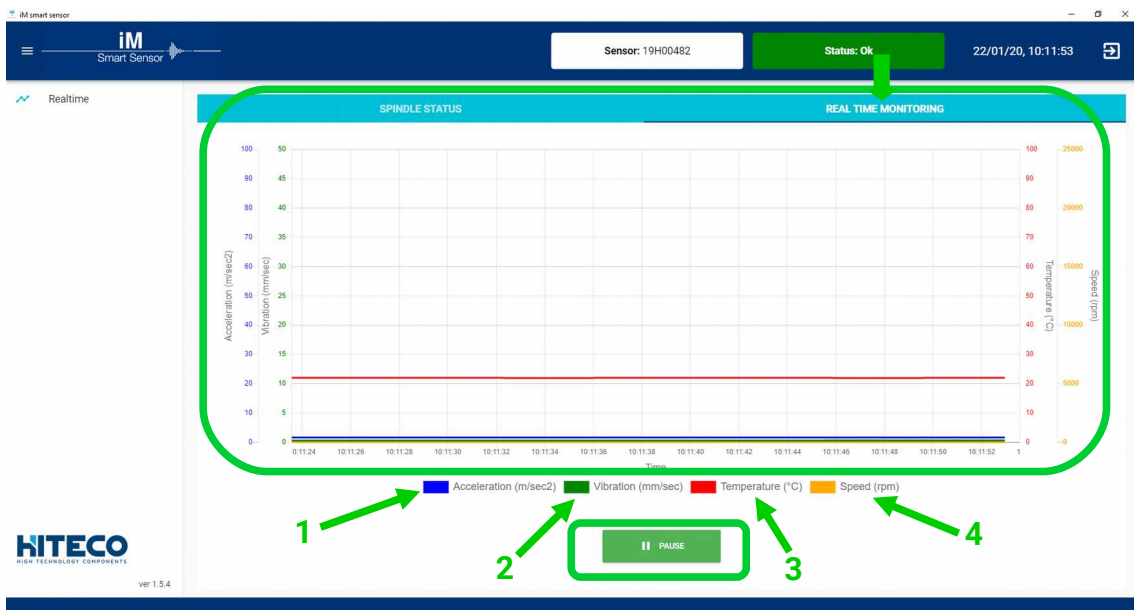 iM smart sensor
iM
Smart Sensor
Sensor: 19H00482
Status: Ok
22/01/20, 10:11:53
Realtime
SPINDLE STATUS
REAL TIME MONITORING
100 50 100 25000
90 45 90
80 40 80 20000
70 35 70
60 30 60 15000
50 25 50
40 20 40 10000
30 15 30
20 10 20 5000
10 5 10
0 0 0 0
Acceleration (m/sec2)
Vibration (mm/sec)
Temperature (°C)
Speed (rpm)
0:11:24 10:11:26 10:11:28 10:11:30 10:11:32 10:11:34 10:11:36 10:11:38 10:11:40 10:11:42 10:11:44 10:11:46 10:11:48 10:11:50 10:11:52 1
Time
Acceleration (m/sec2) Vibration (mm/sec) Temperature (°C) Speed (rpm)
1
2
3
4
PAUSE
HITECO
HIGH TECHNOLOGY COMPONENTS
ver 1.5.4